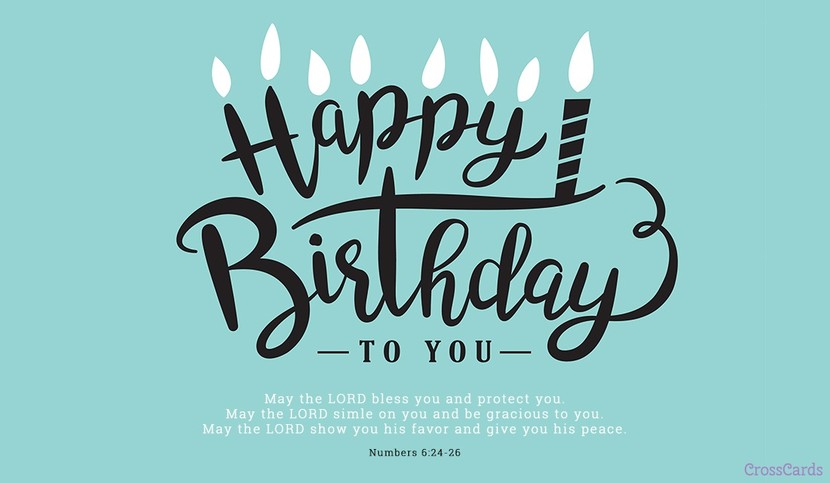 Happy
Birthday
— TO YOU —
May the LORD bless you and protect you.
May the LORD simle on you and be gracious to you.
May the LORD show you his favor and give you his peace.
Numbers 6:24-26
CrossCards